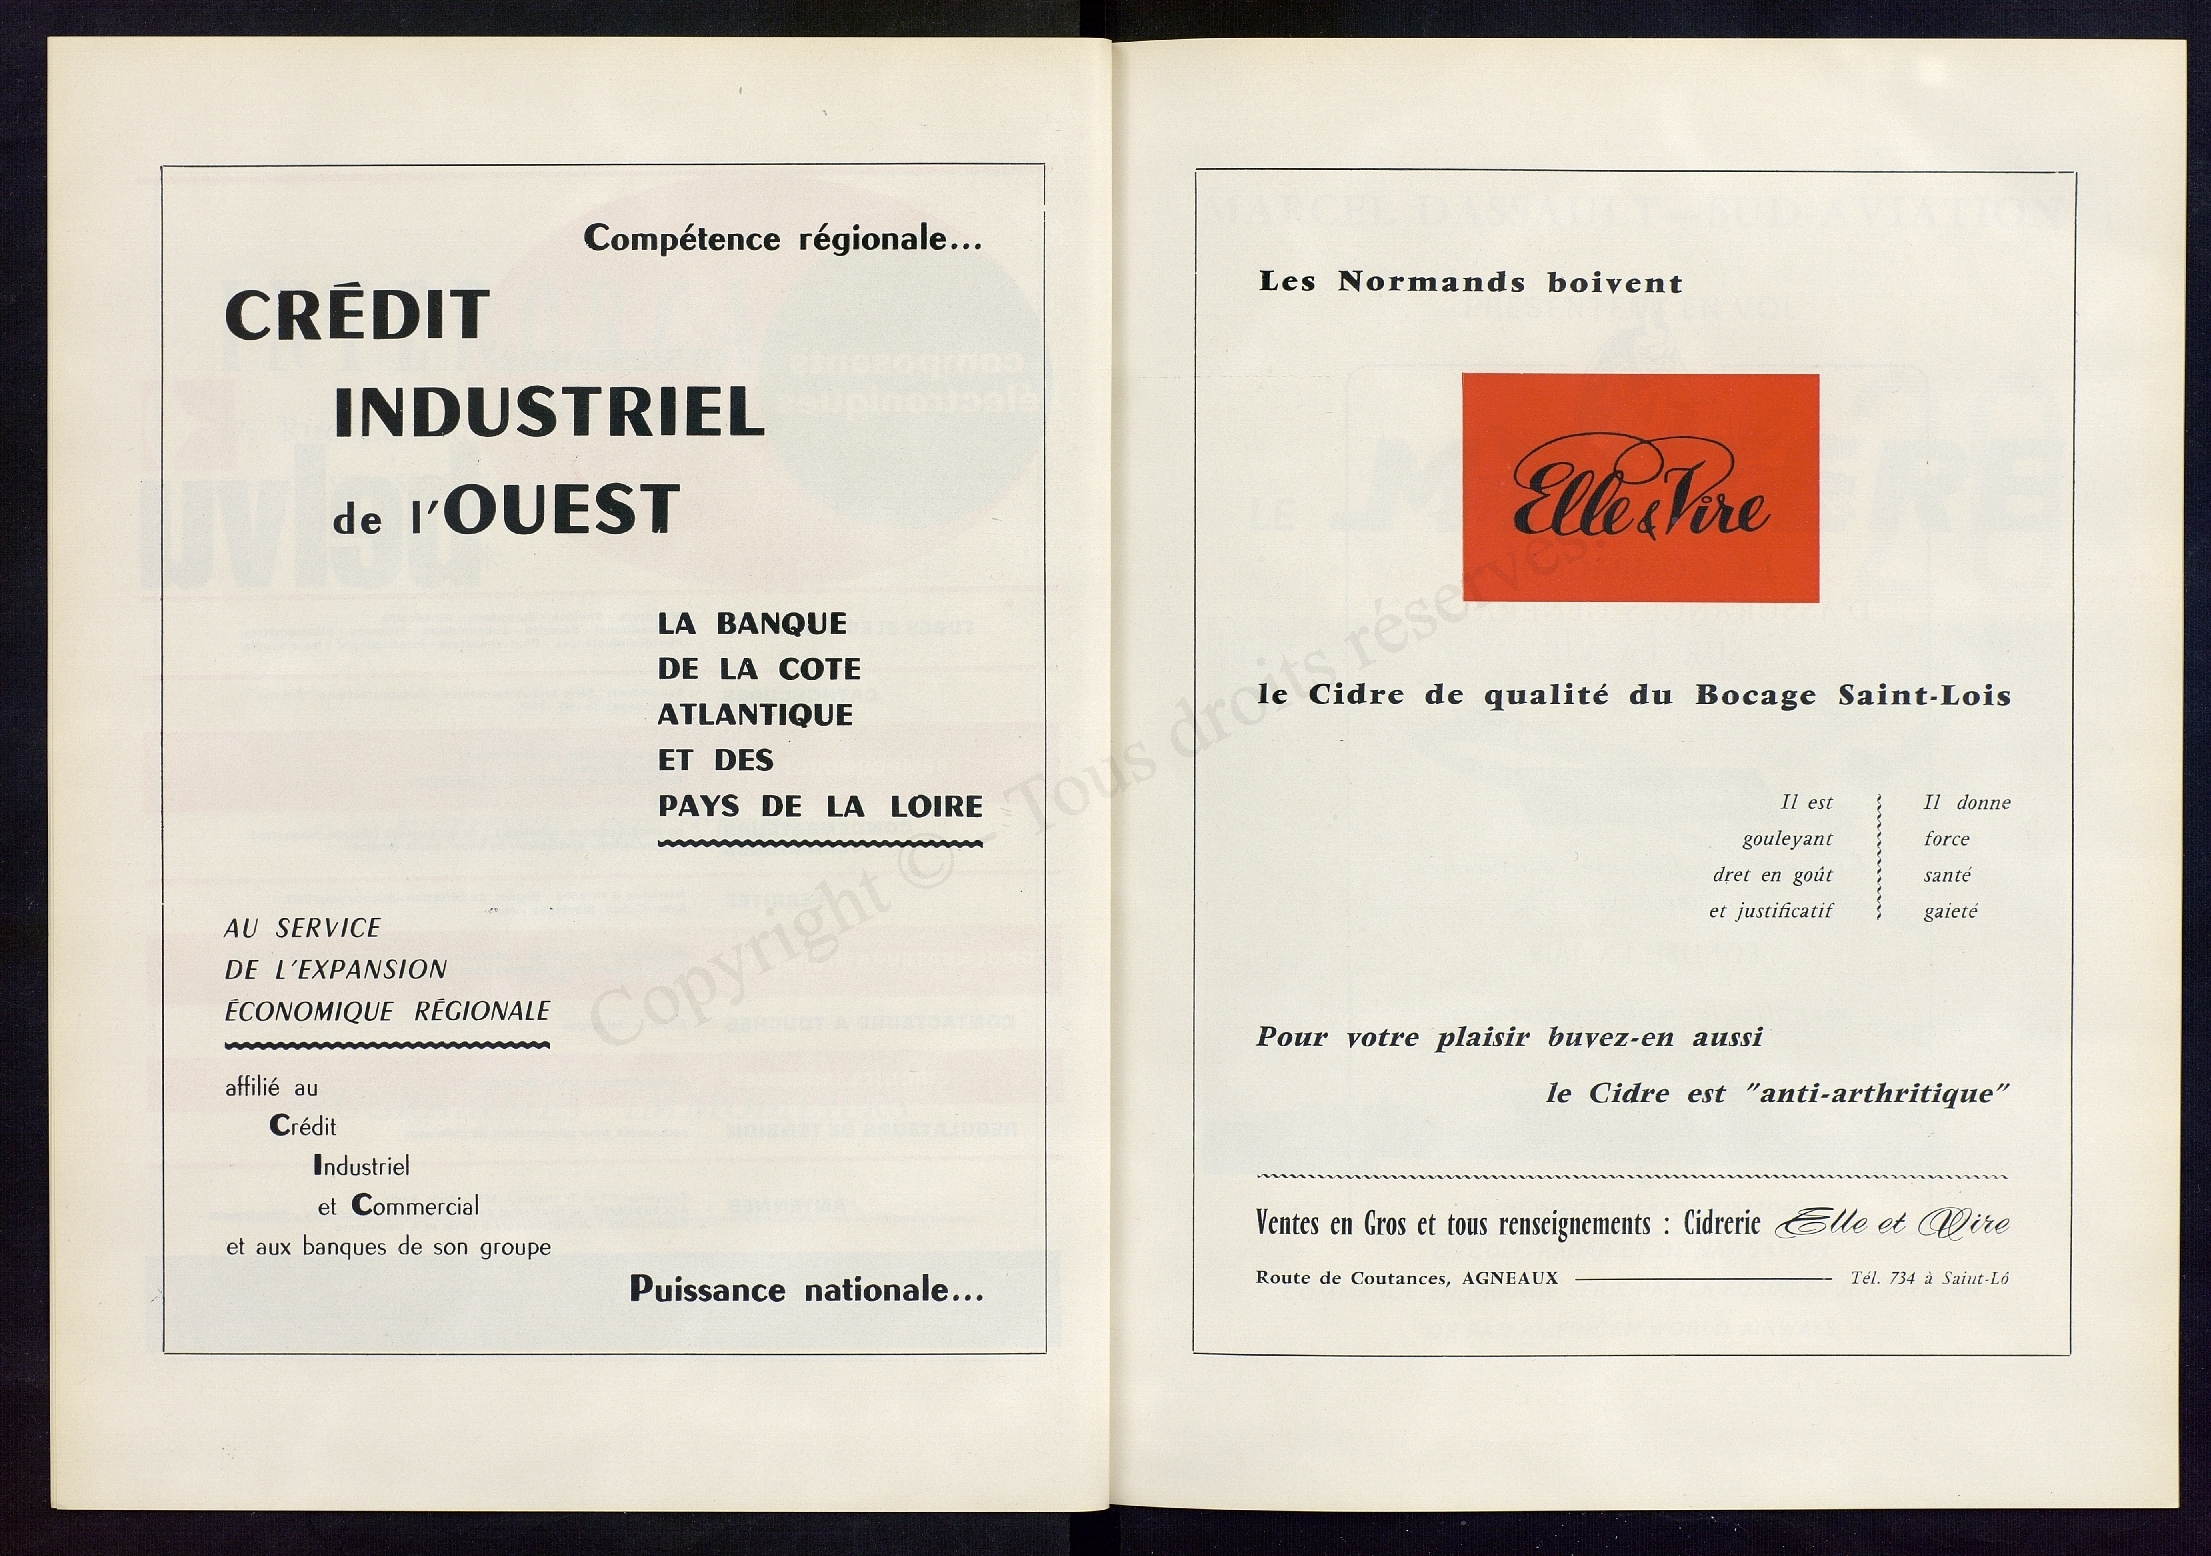 Compétence régionale...
CRÉDIT
INDUSTRIEL
de l'OUEST
LA BANQUE
DE LA COTE
ATLANTIQUE
ET DES
PAYS DE LA LOIRE
AU SERVICE
DE L'EXPANSION
ÉCONOMIQUE RÉGIONALE
affilié au
Crédit
Industriel
et Commercial
et aux banques de son groupe
Puissance nationale...
Les Normands boivent
Elle & Vire
le Cidre de qualité du Bocage Saint-Lois
Il est
gouleyant
dret en goût
et justificatif
Il donne
force
santé
gaieté
Pour votre plaisir buvez-en aussi
le Cidre est "anti-arthritique"
Ventes en Gros et tous renseignements : Cidrerie Elle et Vire
Route de Coutances, AGNEAUX Tél. 734 à Saint-Lô
Copyright © - Tous droits réservés.